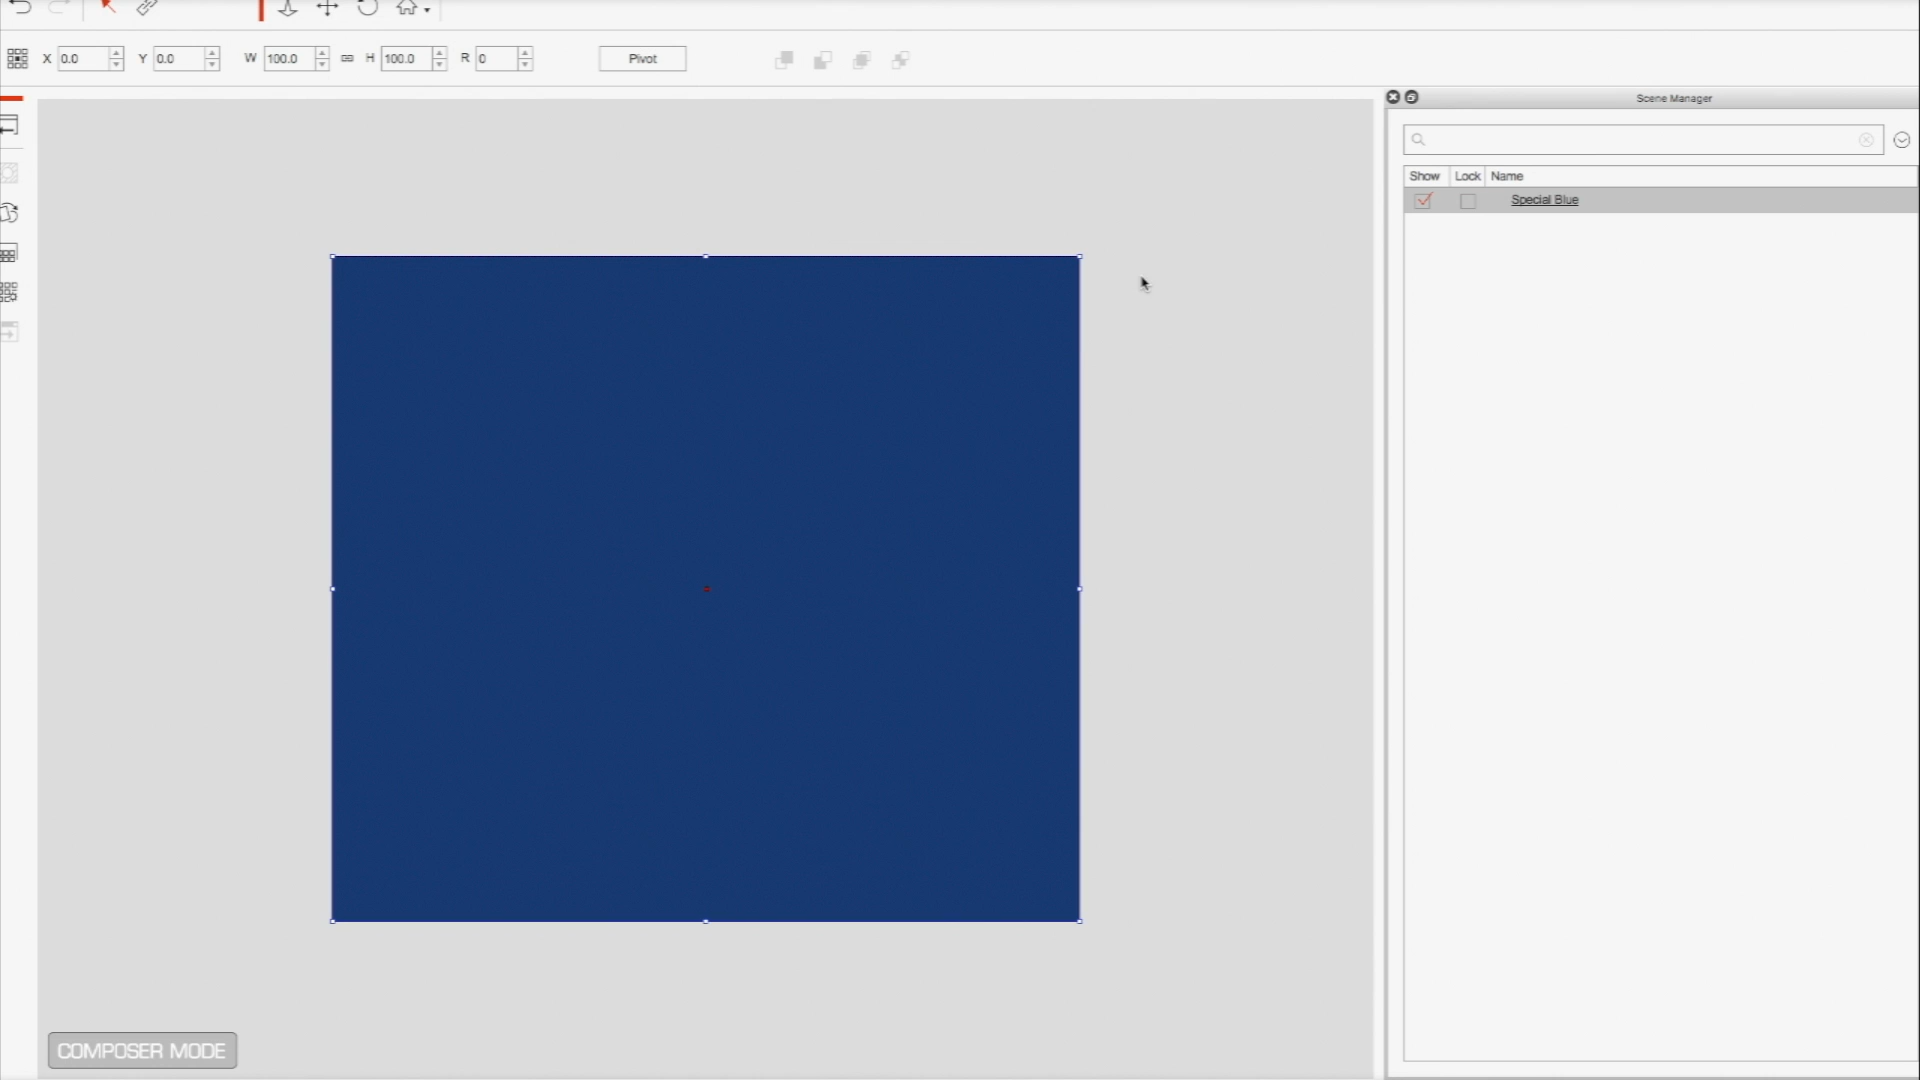 X 0.0 Y 0.0 W 100.0 H 100.0 R 0 Pivot
Scene Manager
Show Lock Name
Special Blue
COMPOSER MODE